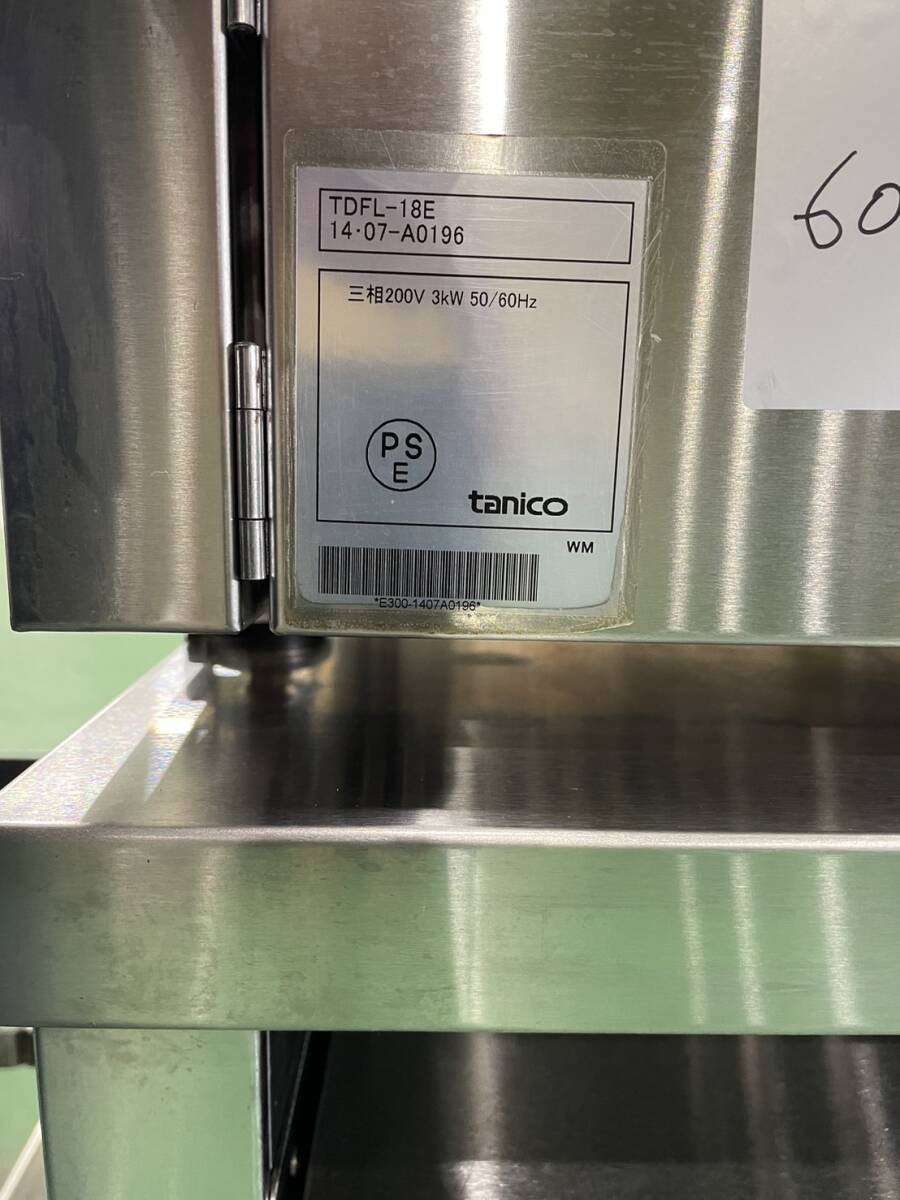 TDFL-18E
14・07-A0196
三相200V 3kW 50/60Hz
PS
E
tanico
WM
*E300-1407A0196*
60